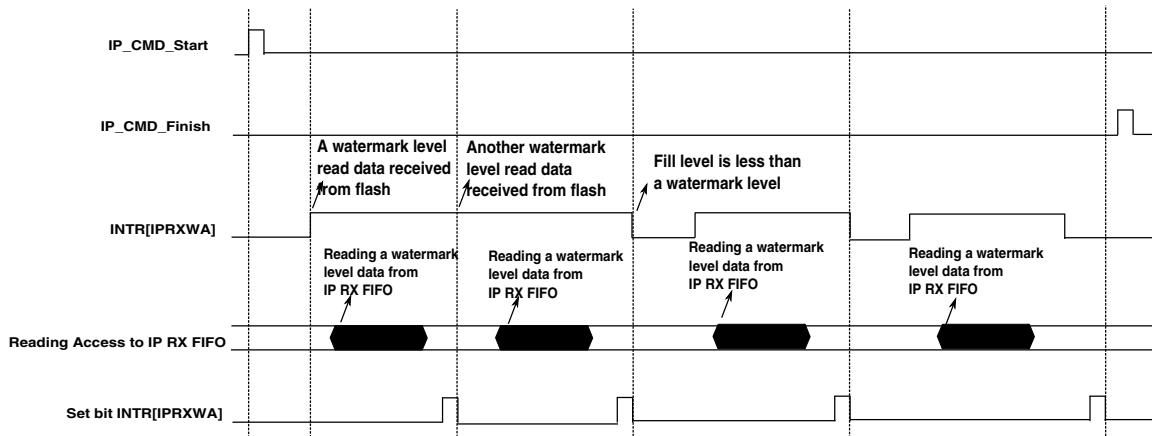 IP_CMD_Start
IP_CMD_Finish
A watermark level
read data received
from flash
Another watermark
level read data
received from flash
Fill level is less than
a watermark level
INTR[IPRXWA]
Reading a watermark
level data from
IP RX FIFO
Reading a watermark
level data from
IP RX FIFO
Reading a watermark
level data from
IP RX FIFO
Reading a watermark
level data from
IP RX FIFO
Reading Access to IP RX FIFO
Set bit INTR[IPRXWA]